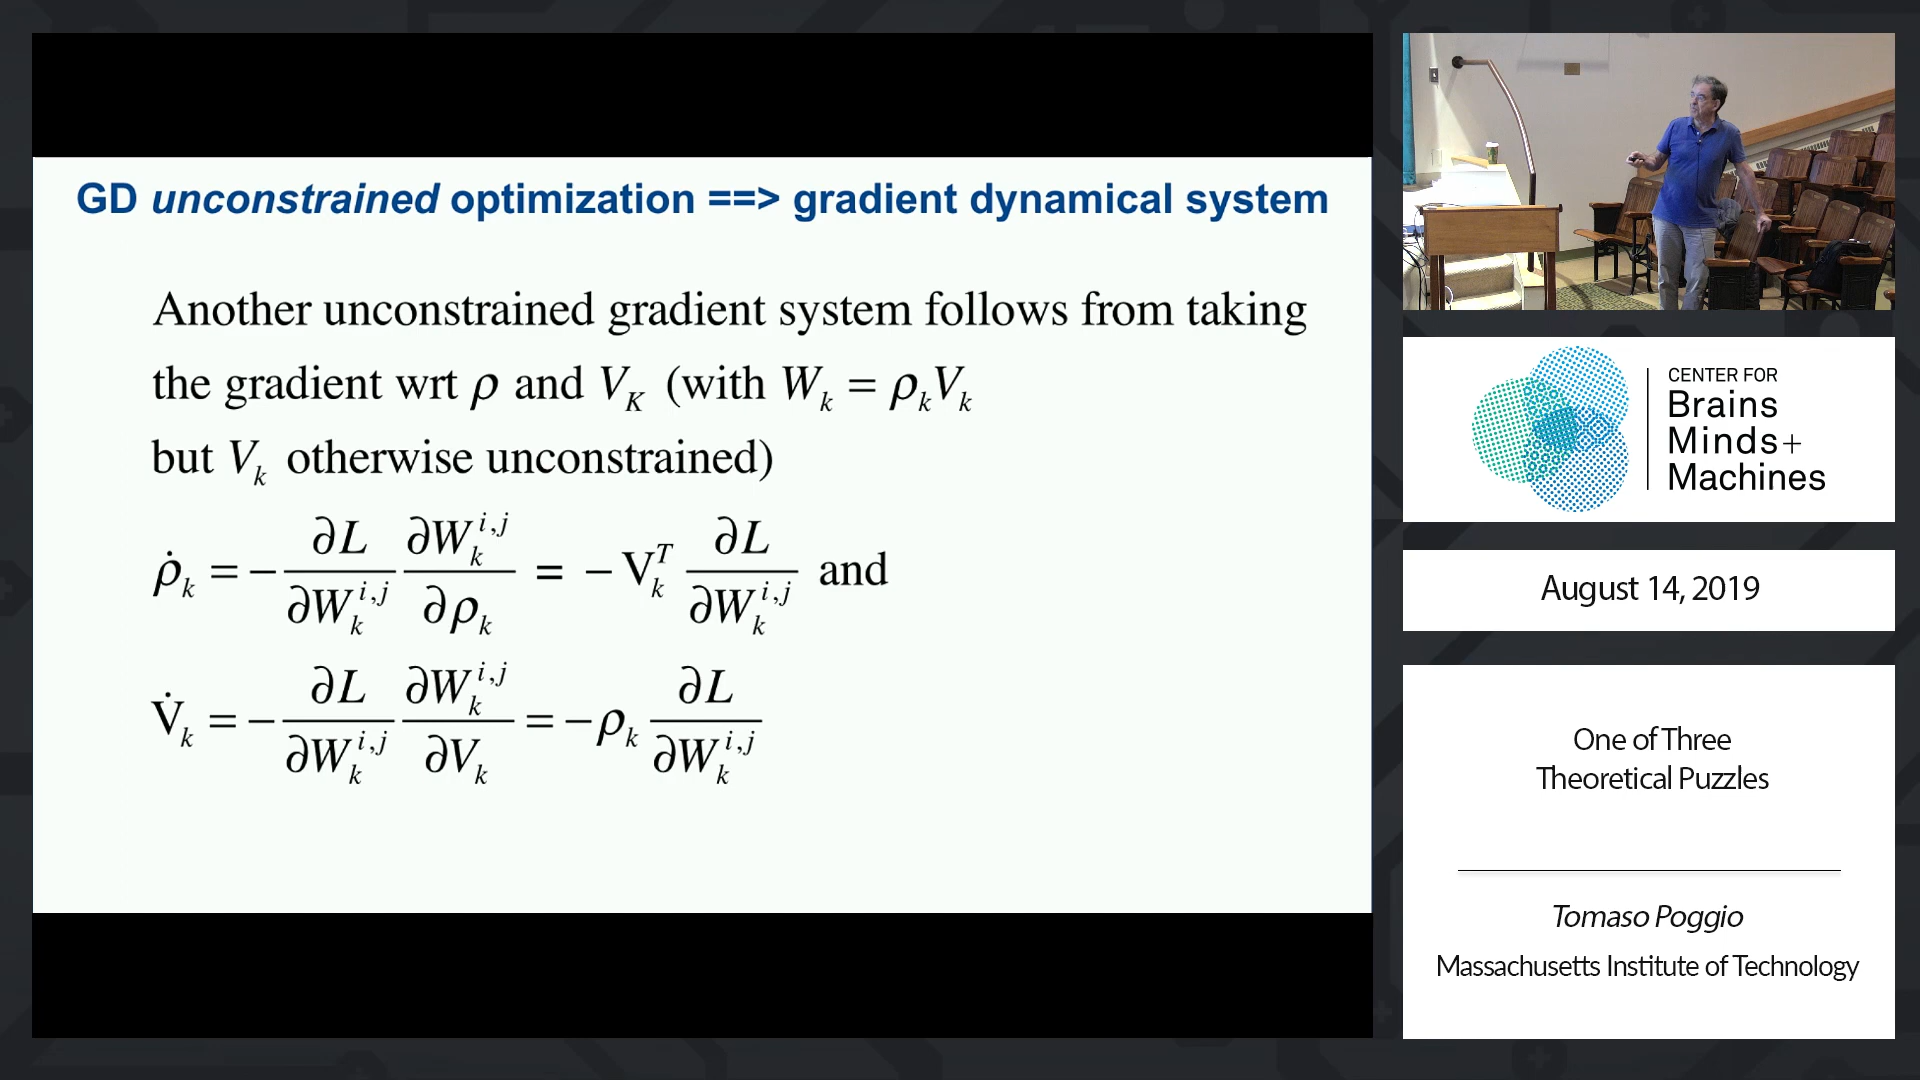 GD unconstrained optimization ==> gradient dynamical system
Another unconstrained gradient system follows from taking
the gradient wrt ρ and V_K (with W_k = ρ_k V_k
but V_k otherwise unconstrained)
ρ̇_k = − ∂L/∂W_k^{i,j} ∂W_k^{i,j}/∂ρ_k = − V_k^T ∂L/∂W_k^{i,j} and
V̇_k = − ∂L/∂W_k^{i,j} ∂W_k^{i,j}/∂V_k = − ρ_k ∂L/∂W_k^{i,j}
CENTER FOR
Brains
Minds+
Machines
August 14, 2019
One of Three
Theoretical Puzzles
Tomaso Poggio
Massachusetts Institute of Technology